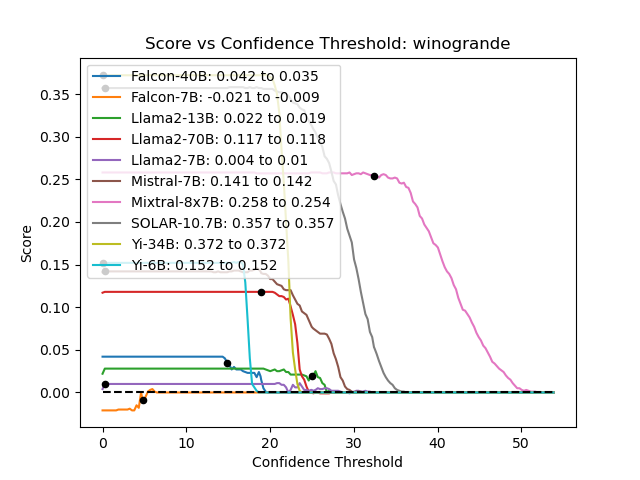 Score vs Confidence Threshold: winogrande
Falcon-40B: 0.042 to 0.035
Falcon-7B: -0.021 to -0.009
Llama2-13B: 0.022 to 0.019
Llama2-70B: 0.117 to 0.118
Llama2-7B: 0.004 to 0.01
Mistral-7B: 0.141 to 0.142
Mixtral-8x7B: 0.258 to 0.254
SOLAR-10.7B: 0.357 to 0.357
Yi-34B: 0.372 to 0.372
Yi-6B: 0.152 to 0.152
0.35
0.30
0.25
0.20
0.15
0.10
0.05
0.00
Score
0 10 20 30 40 50
Confidence Threshold